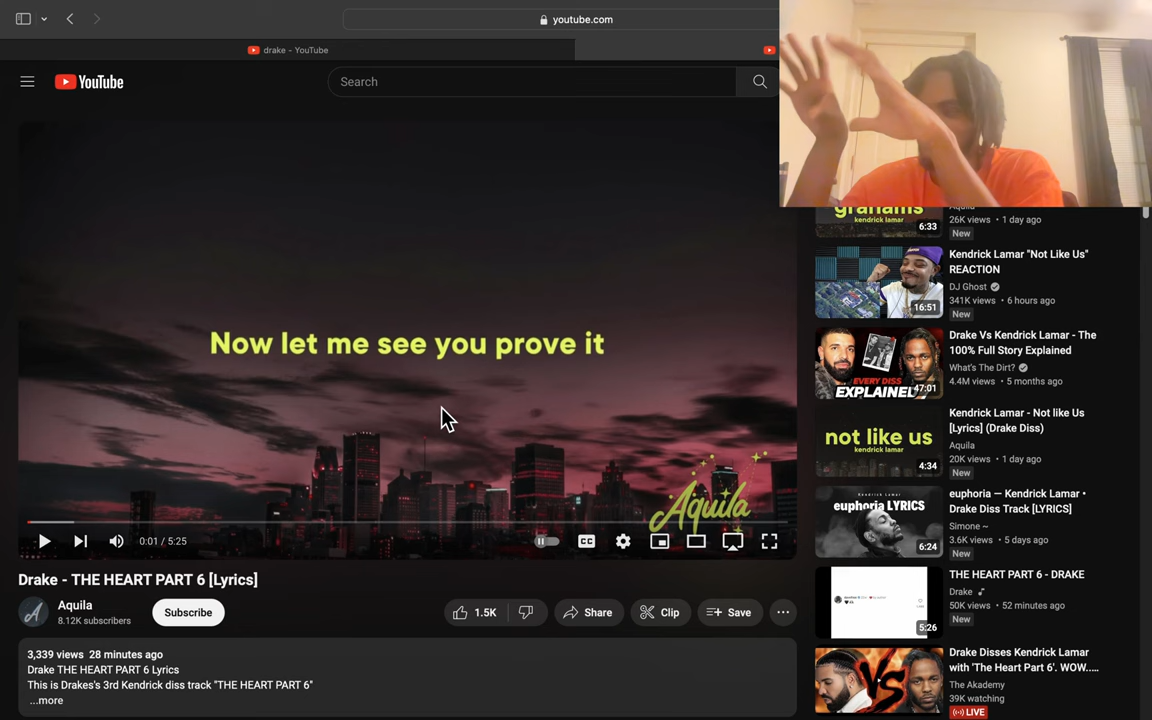 youtube.com
drake - YouTube
YouTube
Search
Now let me see you prove it
Aquila
0:01 / 5:25
CC
Drake - THE HEART PART 6 [Lyrics]
Aquila
8.12K subscribers
Subscribe
1.5K
Share
Clip
Save
3,339 views 28 minutes ago
Drake THE HEART PART 6 Lyrics
This is Drakes's 3rd Kendrick diss track "THE HEART PART 6"
...more
grahams
kendrick lamar
6:33
Aquila
26K views • 1 day ago
New
16:51
Kendrick Lamar "Not Like Us"
REACTION
DJ Ghost
341K views • 6 hours ago
New
EVERY DISS
EXPLAINED
47:01
Drake Vs Kendrick Lamar - The
100% Full Story Explained
What's The Dirt?
4.4M views • 5 months ago
not like us
kendrick lamar
4:34
Kendrick Lamar - Not like Us
[Lyrics] (Drake Diss)
Aquila
20K views • 1 day ago
New
KENDRICK LAMAR
euphoria LYRICS
6:24
euphoria — Kendrick Lamar •
Drake Diss Track [LYRICS]
Simone ~
3.6K views • 5 days ago
New
5:26
THE HEART PART 6 - DRAKE
Drake
50K views • 52 minutes ago
New
VS
Drake Disses Kendrick Lamar
with 'The Heart Part 6'. WOW.....
The Akademy
39K watching
LIVE